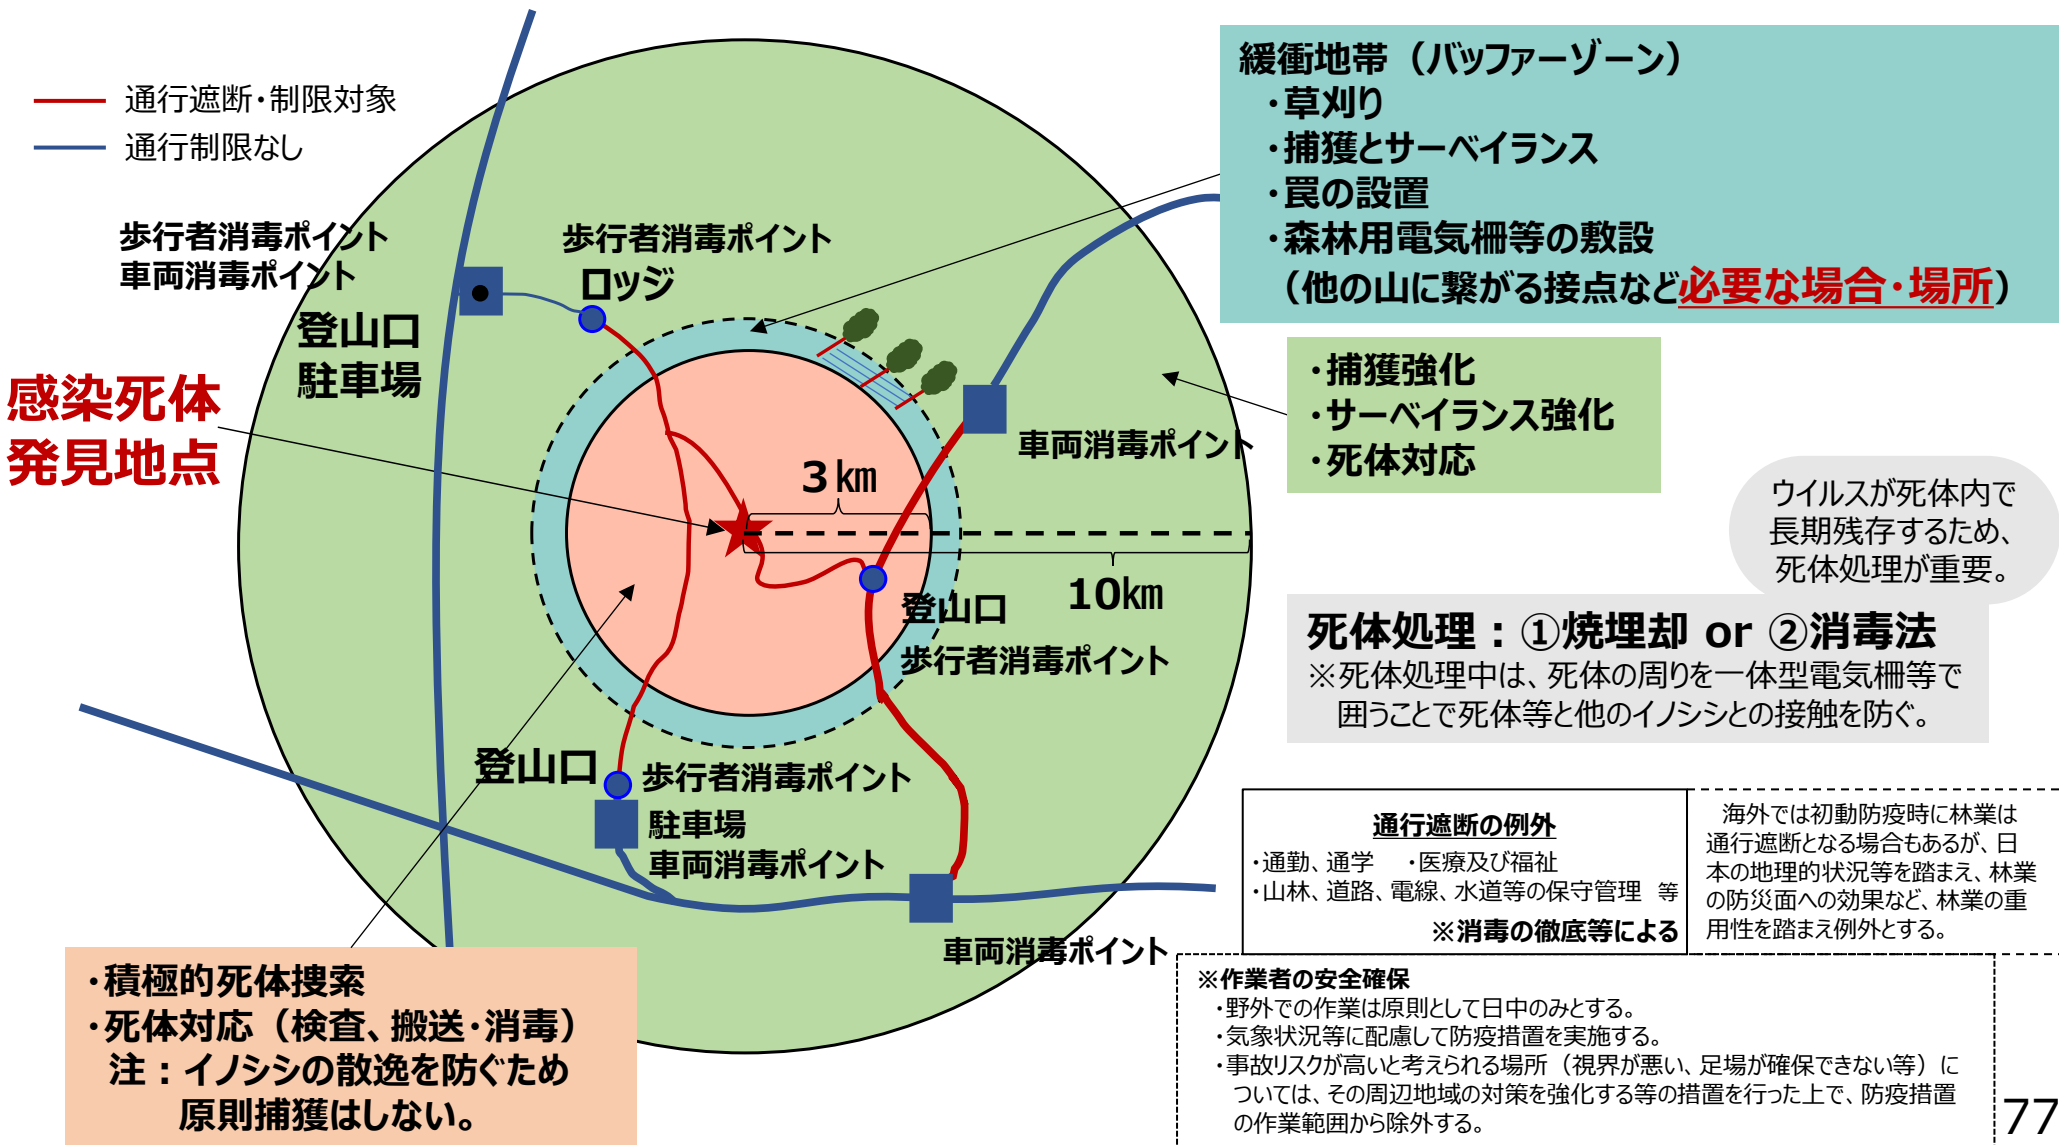 通行遮断・制限対象
通行制限なし
歩行者消毒ポイント
車両消毒ポイント
登山口
駐車場
歩行者消毒ポイント
ロッジ
感染死体
発見地点
緩衝地帯（バッファーゾーン）
・草刈り
・捕獲とサーベイランス
・罠の設置
・森林用電気柵等の敷設
（他の山に繋がる接点など必要な場合・場所）
・捕獲強化
・サーベイランス強化
・死体対応
車両消毒ポイント
3㎞
10㎞
登山口
歩行者消毒ポイント
ウイルスが死体内で
長期残存するため、
死体処理が重要。
死体処理：①焼埋却 or ②消毒法
※死体処理中は、死体の周りを一体型電気柵等で
囲うことで死体等と他のイノシシとの接触を防ぐ。
登山口
歩行者消毒ポイント
駐車場
車両消毒ポイント
車両消毒ポイント
通行遮断の例外
・通勤、通学　・医療及び福祉
・山林、道路、電線、水道等の保守管理　等
※消毒の徹底等による
海外では初動防疫時に林業は
通行遮断となる場合もあるが、日
本の地理的状況等を踏まえ、林業
の防災面への効果など、林業の重
用性を踏まえ例外とする。
・積極的死体捜索
・死体対応（検査、搬送・消毒）
注：イノシシの散逸を防ぐため
原則捕獲はしない。
※作業者の安全確保
・野外での作業は原則として日中のみとする。
・気象状況等に配慮して防疫措置を実施する。
・事故リスクが高いと考えられる場所（視界が悪い、足場が確保できない等）に
ついては、その周辺地域の対策を強化する等の措置を行った上で、防疫措置
の作業範囲から除外する。
77